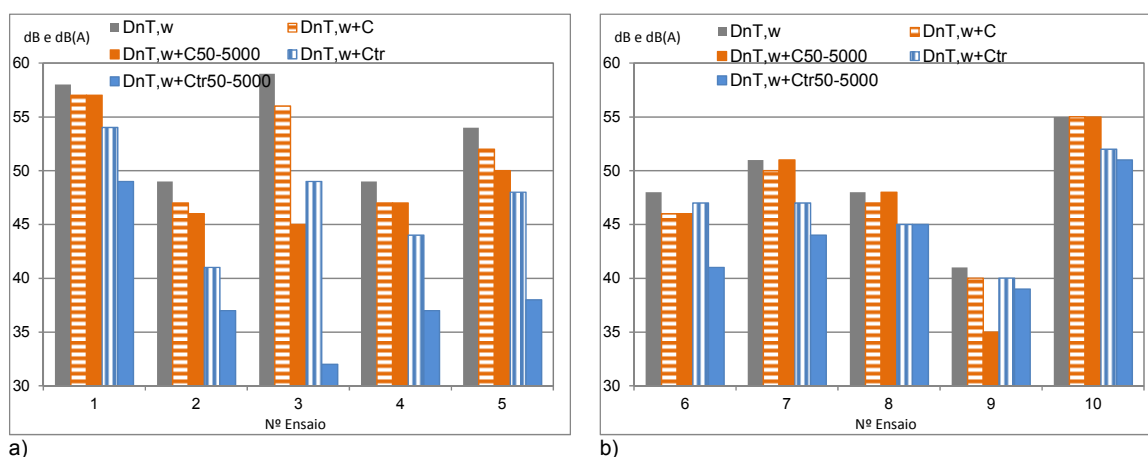 dB e dB(A)
DnT,w DnT,w+C
DnT,w+C50-5000 DnT,w+Ctr
DnT,w+Ctr50-5000
60
55
50
45
40
35
30
1 2 3 4 5
Nº Ensaio
a)
dB e dB(A)
DnT,w DnT,w+C
DnT,w+C50-5000 DnT,w+Ctr
DnT,w+Ctr50-5000
60
55
50
45
40
35
30
6 7 8 9 10
Nº Ensaio
b)